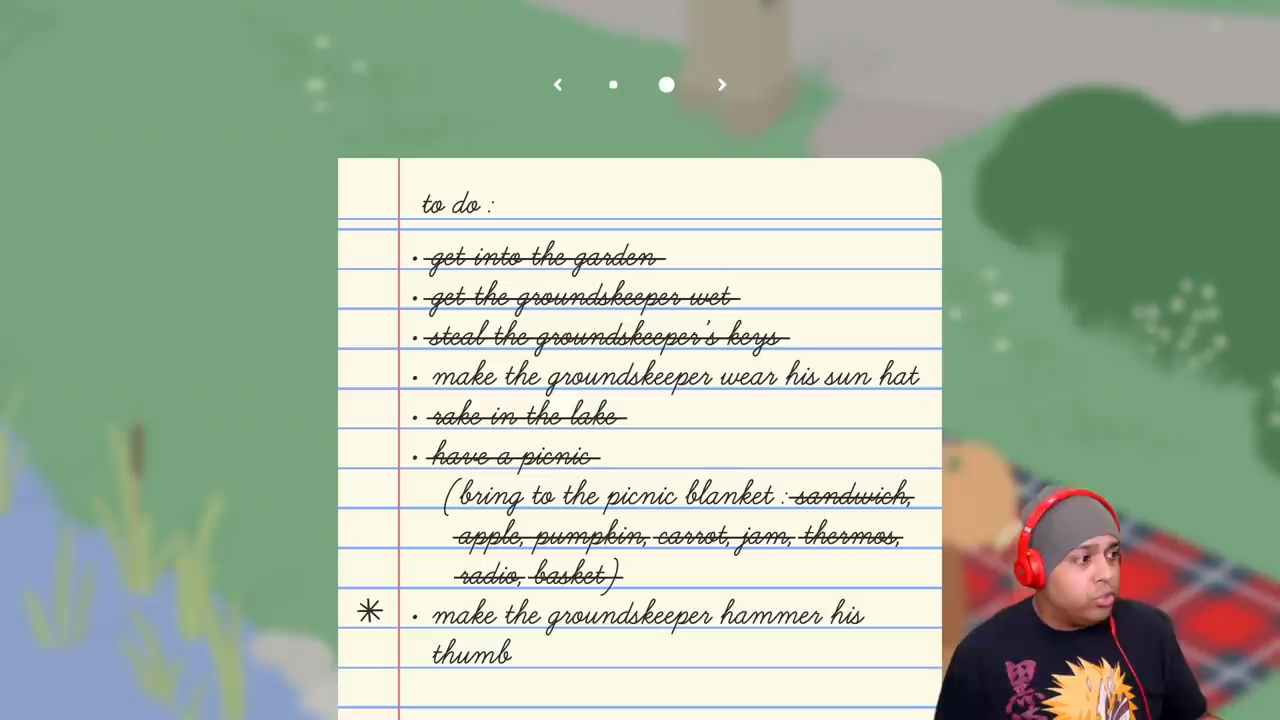 to do :
• get into the garden
• get the groundskeeper wet
• steal the groundskeeper's keys
• make the groundskeeper wear his sun hat
• rake in the lake
• have a picnic
(bring to the picnic blanket : sandwich,
apple, pumpkin, carrot, jam, thermos,
radio, basket)
• make the groundskeeper hammer his
thumb
黒